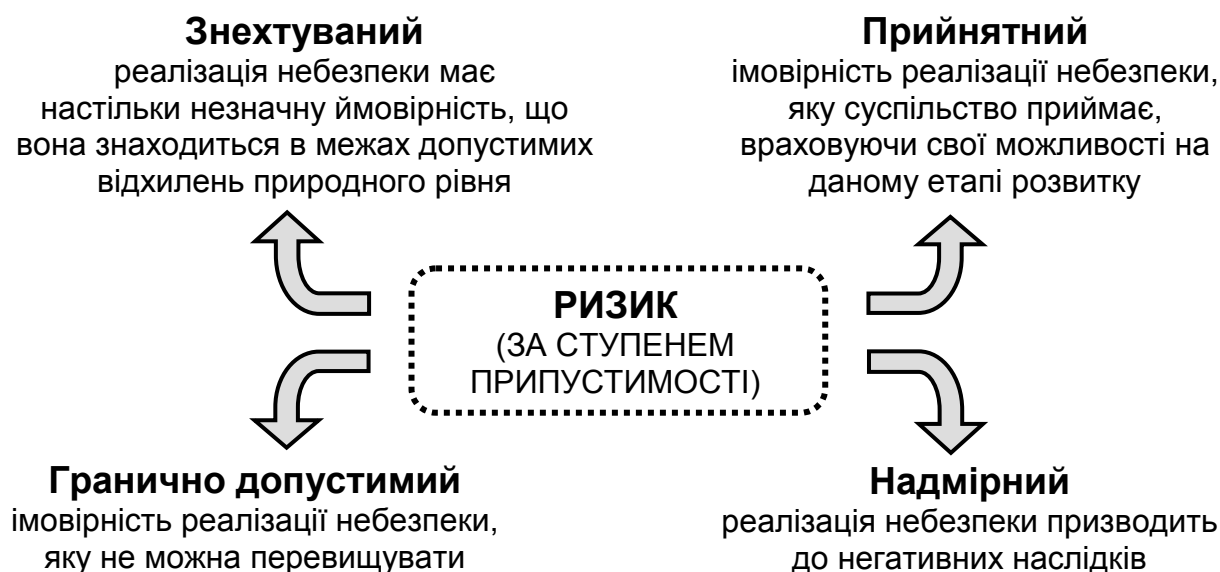 Знехтуваний
реалізація небезпеки має
настільки незначну ймовірність, що
вона знаходиться в межах допустимих
відхилень природного рівня
Прийнятний
імовірність реалізації небезпеки,
яку суспільство приймає,
враховуючи свої можливості на
даному етапі розвитку
РИЗИК
(ЗА СТУПЕНЕМ
ПРИПУСТИМОСТІ)
Гранично допустимий
імовірність реалізації небезпеки,
яку не можна перевищувати
Надмірний
реалізація небезпеки призводить
до негативних наслідків